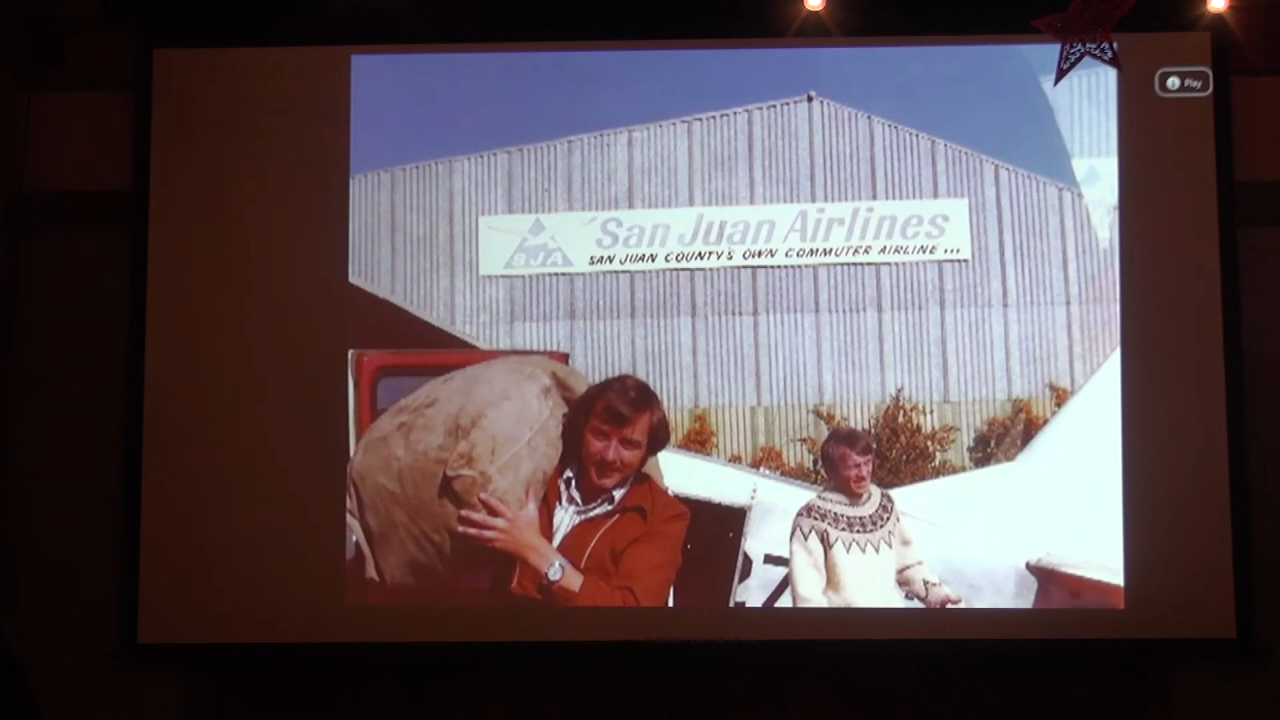 Play
San Juan Airlines
SJA
SAN JUAN COUNTY'S OWN COMMUTER AIRLINE...